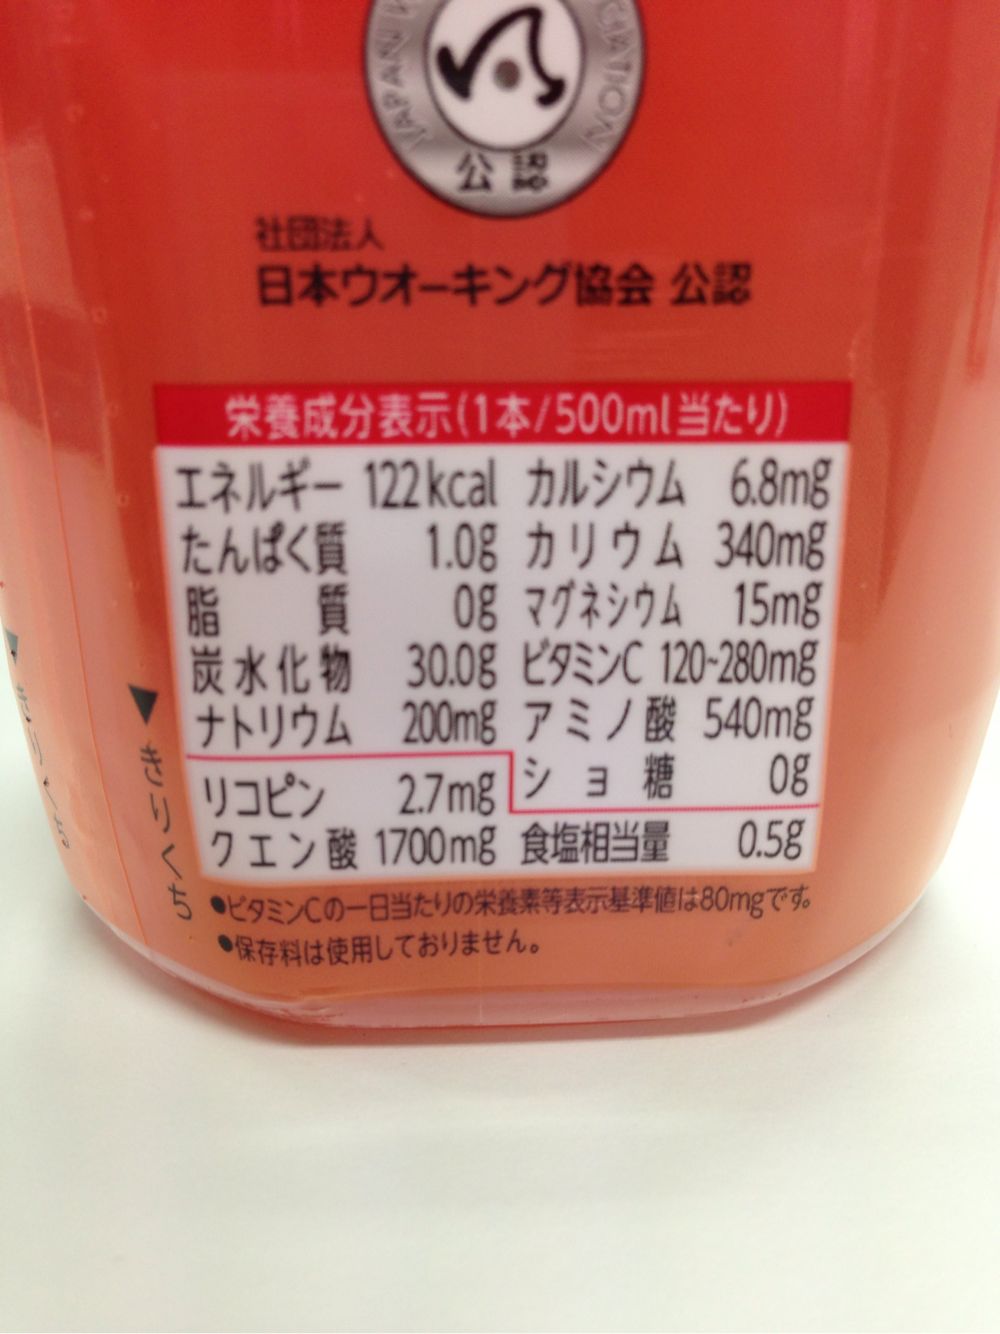 JAPAN
CIATION
公認
社団法人
日本ウオーキング協会 公認
栄養成分表示(1本/500ml当たり)
エネルギー 122kcal カルシウム 6.8mg
たんぱく質 1.0g カリウム 340mg
脂質 0g マグネシウム 15mg
炭水化物 30.0g ビタミンC 120~280mg
ナトリウム 200mg アミノ酸 540mg
ショ糖 0g
リコピン 2.7mg
クエン酸 1700mg 食塩相当量 0.5g
●ビタミンCの一日当たりの栄養素等表示基準値は80mgです。
●保存料は使用しておりません。
▼きりくち
▼きりくち